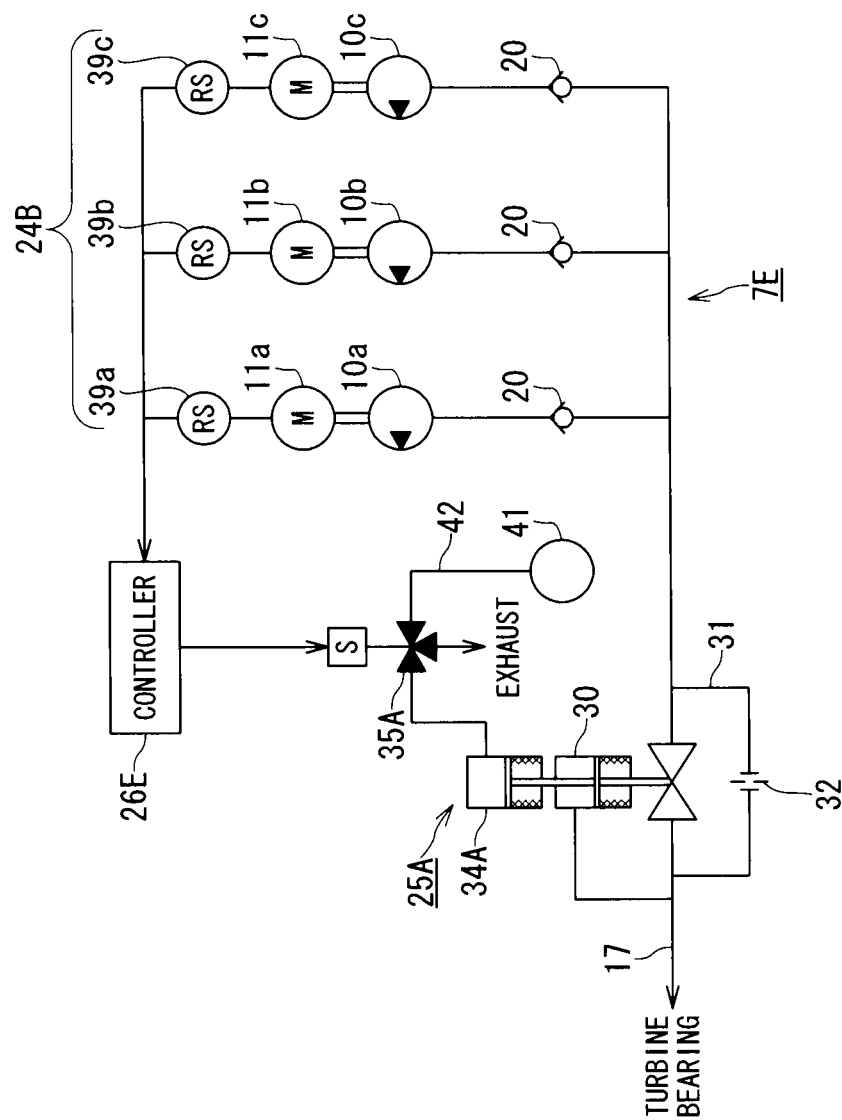 24B
39a
39b
39c
RS
RS
RS
11a
11b
11c
M
M
M
10a
10b
10c
20
20
20
CONTROLLER
26E
S
42
41
35A
EXHAUST
25A
34A
30
7E
31
32
17
TURBINE
BEARING